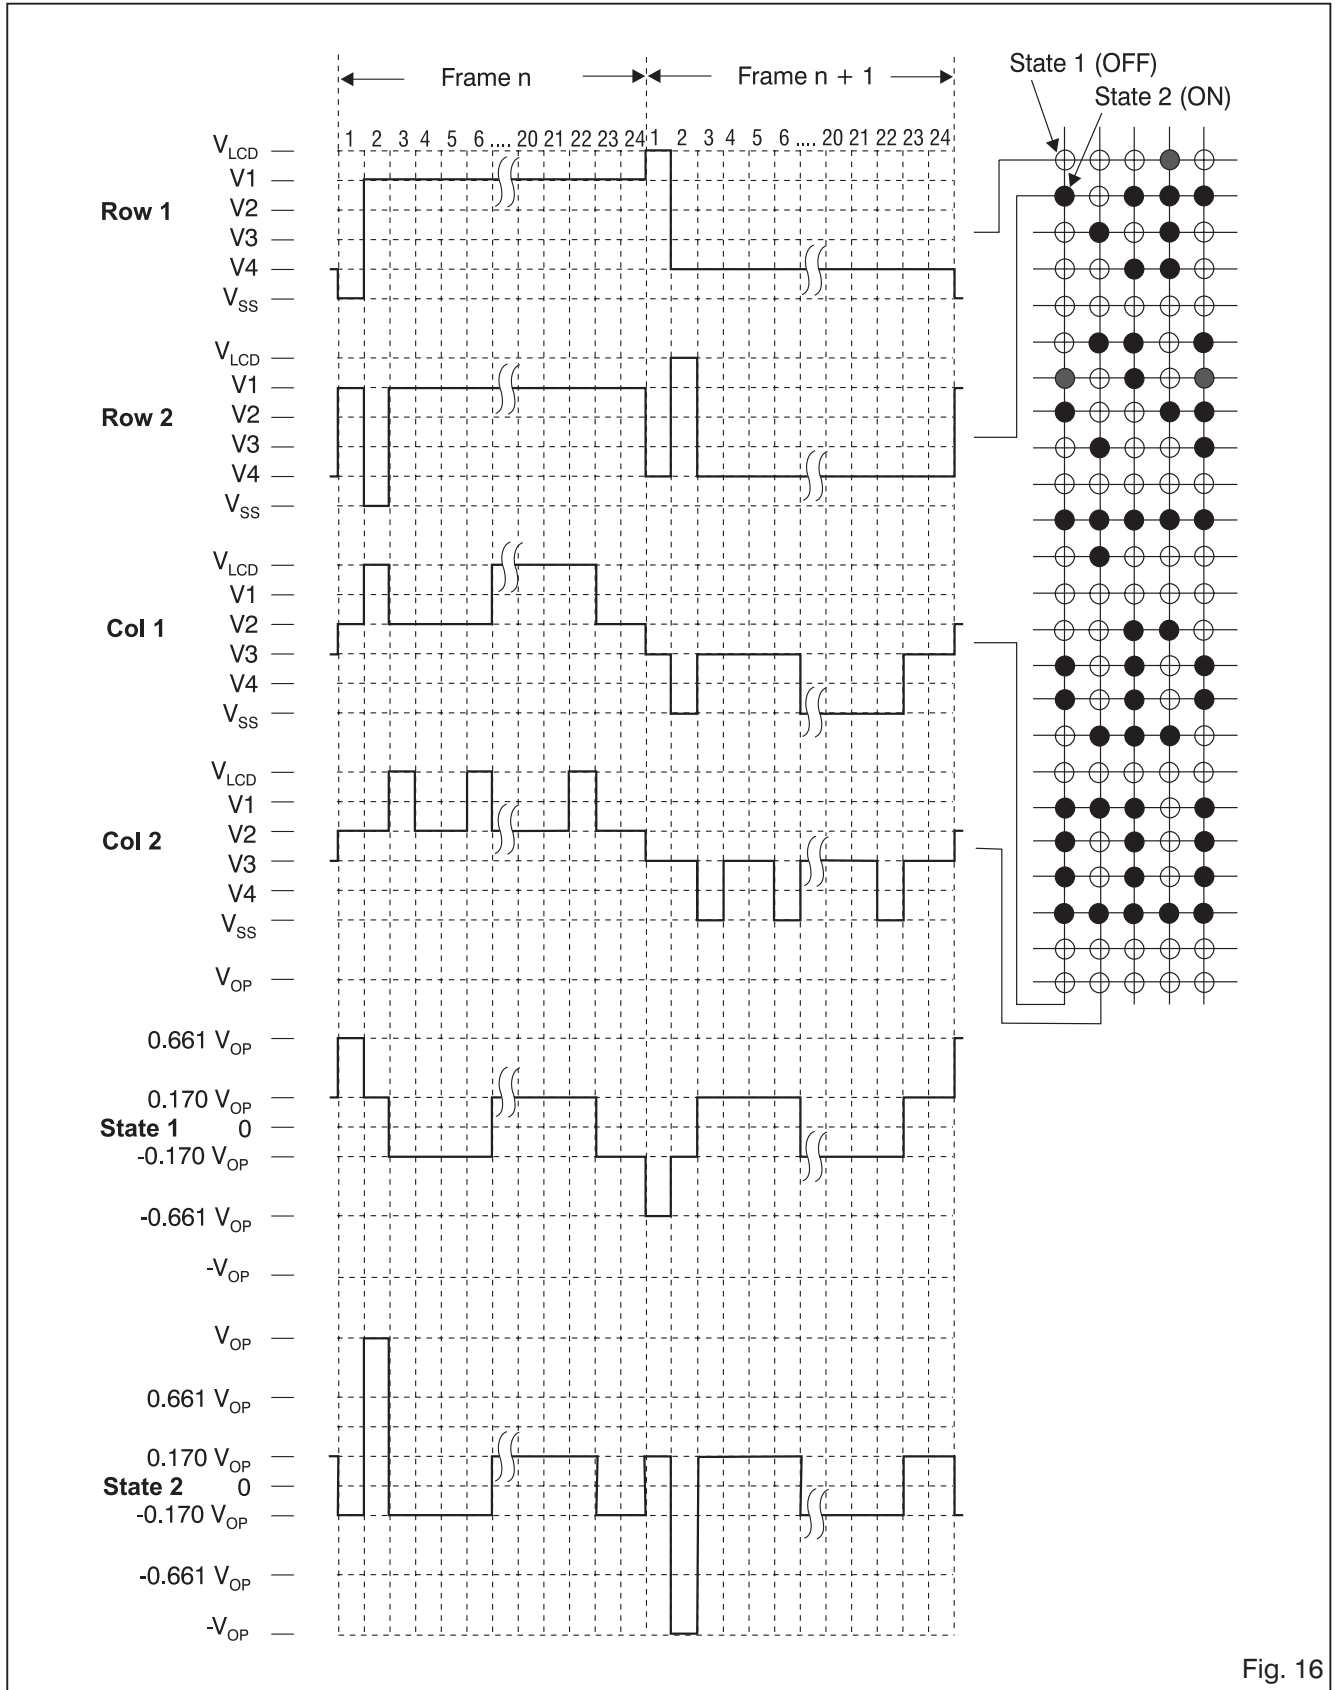 Frame n
Frame n + 1
State 1 (OFF)
State 2 (ON)
1 2 3 4 5 6 .... 20 21 22 23 24 1 2 3 4 5 6 .... 20 21 22 23 24
Row 1
VLCD
V1
V2
V3
V4
VSS
Row 2
VLCD
V1
V2
V3
V4
VSS
Col 1
VLCD
V1
V2
V3
V4
VSS
Col 2
VLCD
V1
V2
V3
V4
VSS
State 1
VOP
0.661 VOP
0.170 VOP
0
-0.170 VOP
-0.661 VOP
-VOP
State 2
VOP
0.661 VOP
0.170 VOP
0
-0.170 VOP
-0.661 VOP
-VOP
Fig. 16